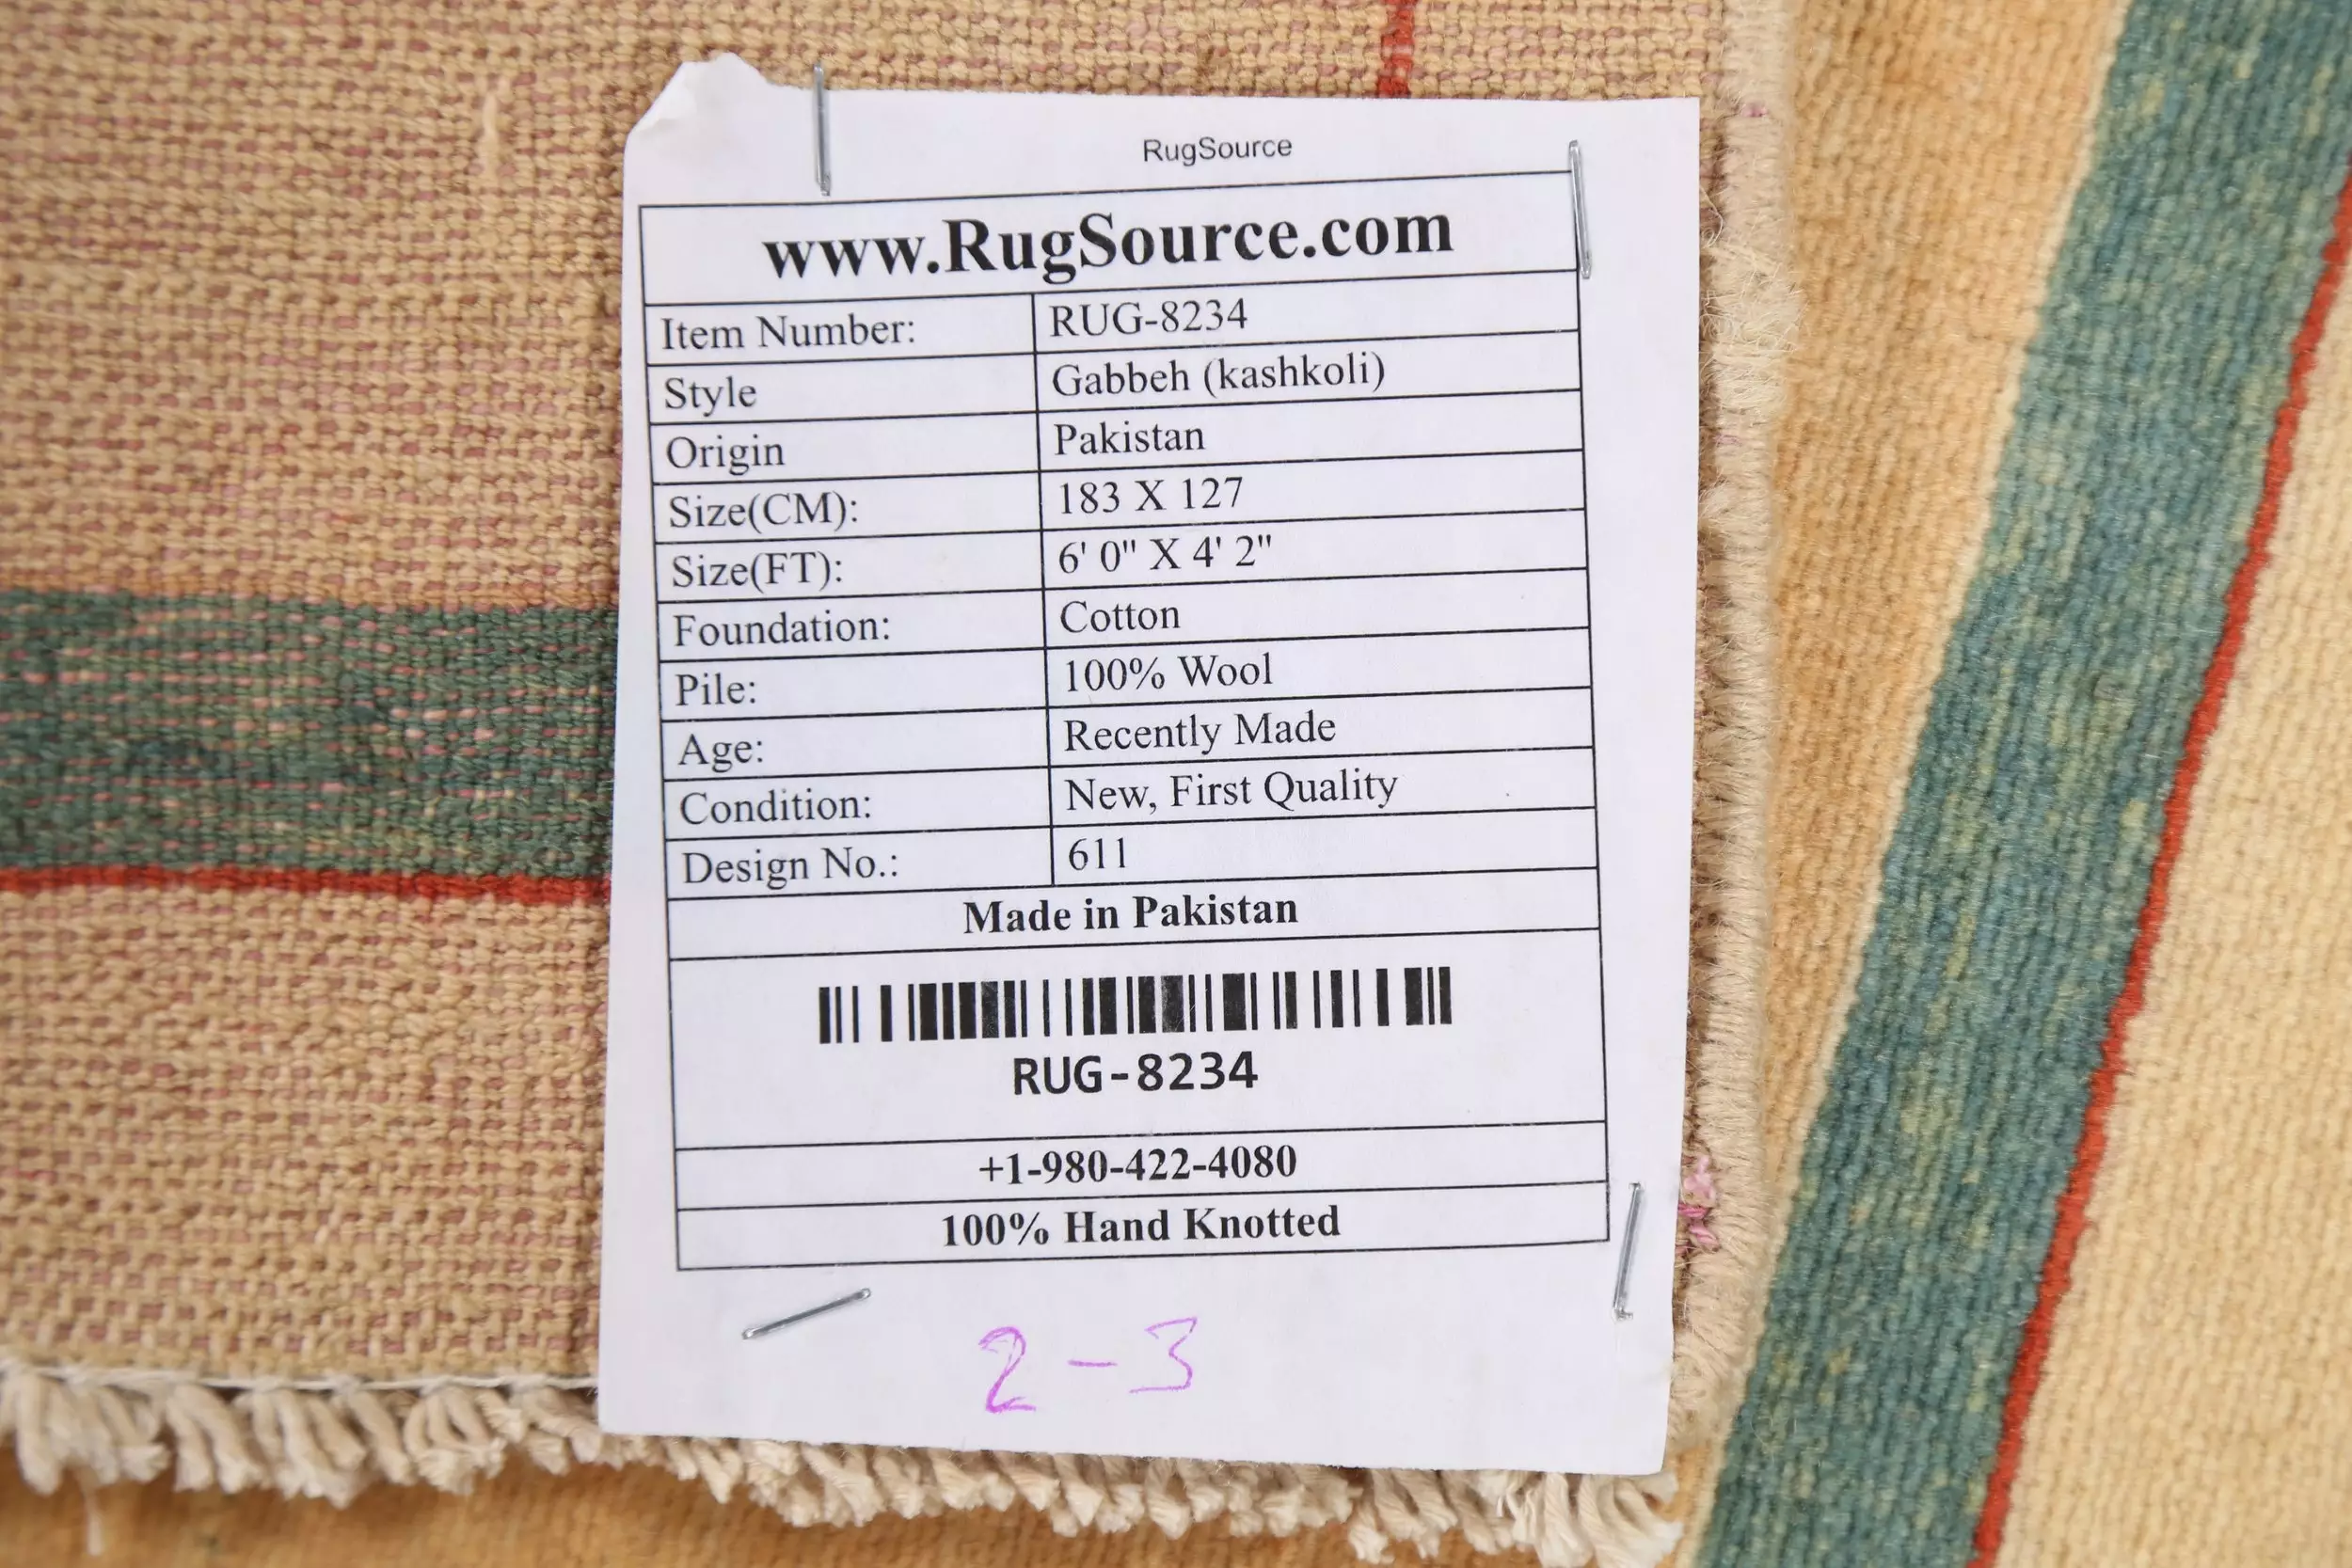 RugSource
www.RugSource.com
Item Number: RUG-8234
Style Gabbeh (kashkoli)
Origin Pakistan
Size(CM): 183 X 127
Size(FT): 6' 0" X 4' 2"
Foundation: Cotton
Pile: 100% Wool
Age: Recently Made
Condition: New, First Quality
Design No.: 611
Made in Pakistan
RUG-8234
+1-980-422-4080
100% Hand Knotted
2-3